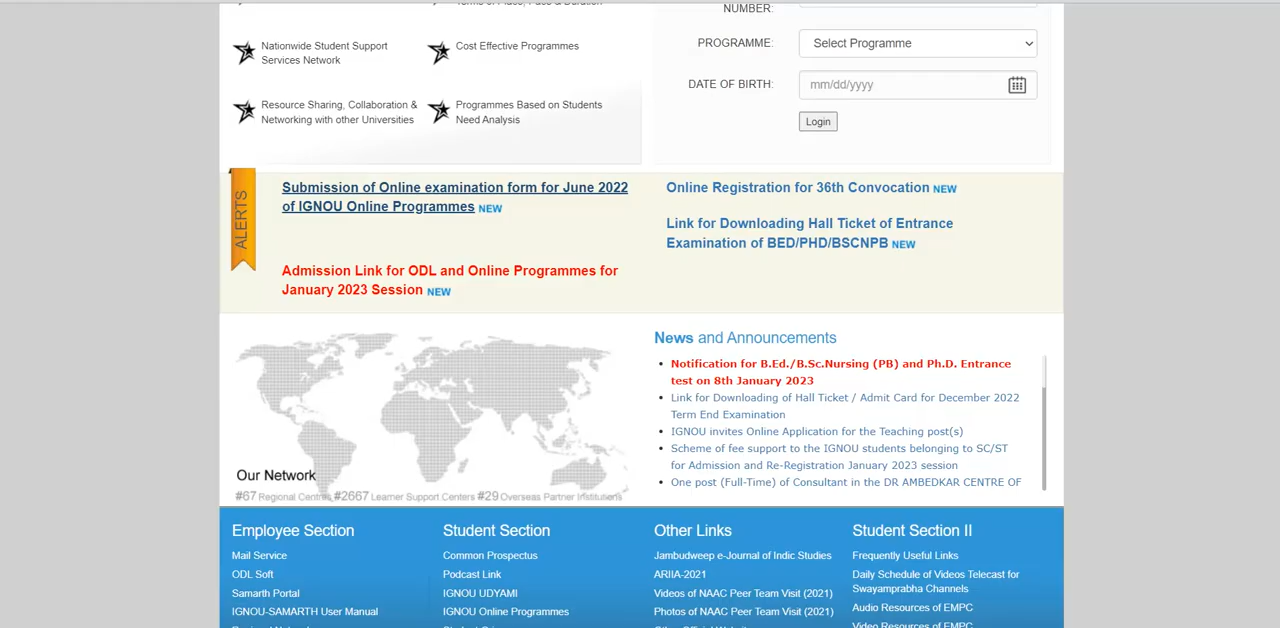 Terms of Place, Pace & Duration
Nationwide Student Support
Services Network
Cost Effective Programmes
Resource Sharing, Collaboration &
Networking with other Universities
Programmes Based on Students
Need Analysis
NUMBER:
PROGRAMME:
Select Programme
DATE OF BIRTH:
mm/dd/yyyy
Login
ALERTS
Submission of Online examination form for June 2022
of IGNOU Online Programmes NEW
Admission Link for ODL and Online Programmes for
January 2023 Session NEW
Online Registration for 36th Convocation NEW
Link for Downloading Hall Ticket of Entrance
Examination of BED/PHD/BSCNPB NEW
Our Network
#67 Regional Centres #2667 Learner Support Centers #29 Overseas Partner Institutions
News and Announcements
Notification for B.Ed./B.Sc.Nursing (PB) and Ph.D. Entrance
test on 8th January 2023
Link for Downloading of Hall Ticket / Admit Card for December 2022
Term End Examination
IGNOU invites Online Application for the Teaching post(s)
Scheme of fee support to the IGNOU students belonging to SC/ST
for Admission and Re-Registration January 2023 session
One post (Full-Time) of Consultant in the DR AMBEDKAR CENTRE OF
Employee Section
Mail Service
ODL Soft
Samarth Portal
IGNOU-SAMARTH User Manual
Student Section
Common Prospectus
Podcast Link
IGNOU UDYAMI
IGNOU Online Programmes
Other Links
Jambudweep e-Journal of Indic Studies
ARIIA-2021
Videos of NAAC Peer Team Visit (2021)
Photos of NAAC Peer Team Visit (2021)
Student Section II
Frequently Useful Links
Daily Schedule of Videos Telecast for
Swayamprabha Channels
Audio Resources of EMPC
Video Resources of EMPC